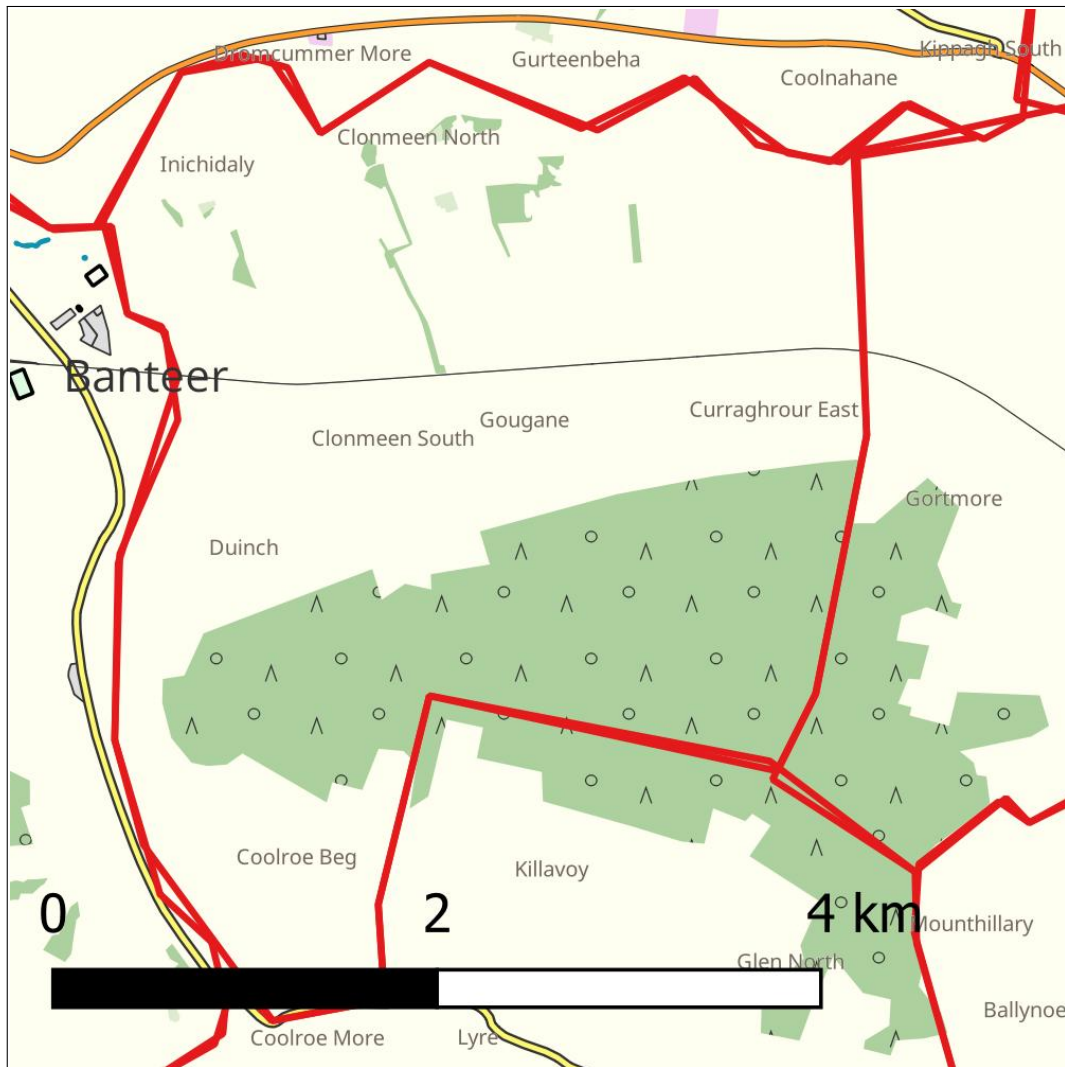 Dromcummer More
Gurteenbeha
Kippagh South
Coolnahane
Clonmeen North
Inichidaly
Banteer
Curraghrour East
Gougane
Clonmeen South
Gortmore
Duinch
Coolroe Beg
Killavoy
0
2
4 km
Mounthillary
Glen North
Ballynoe
Coolroe More
Lyre